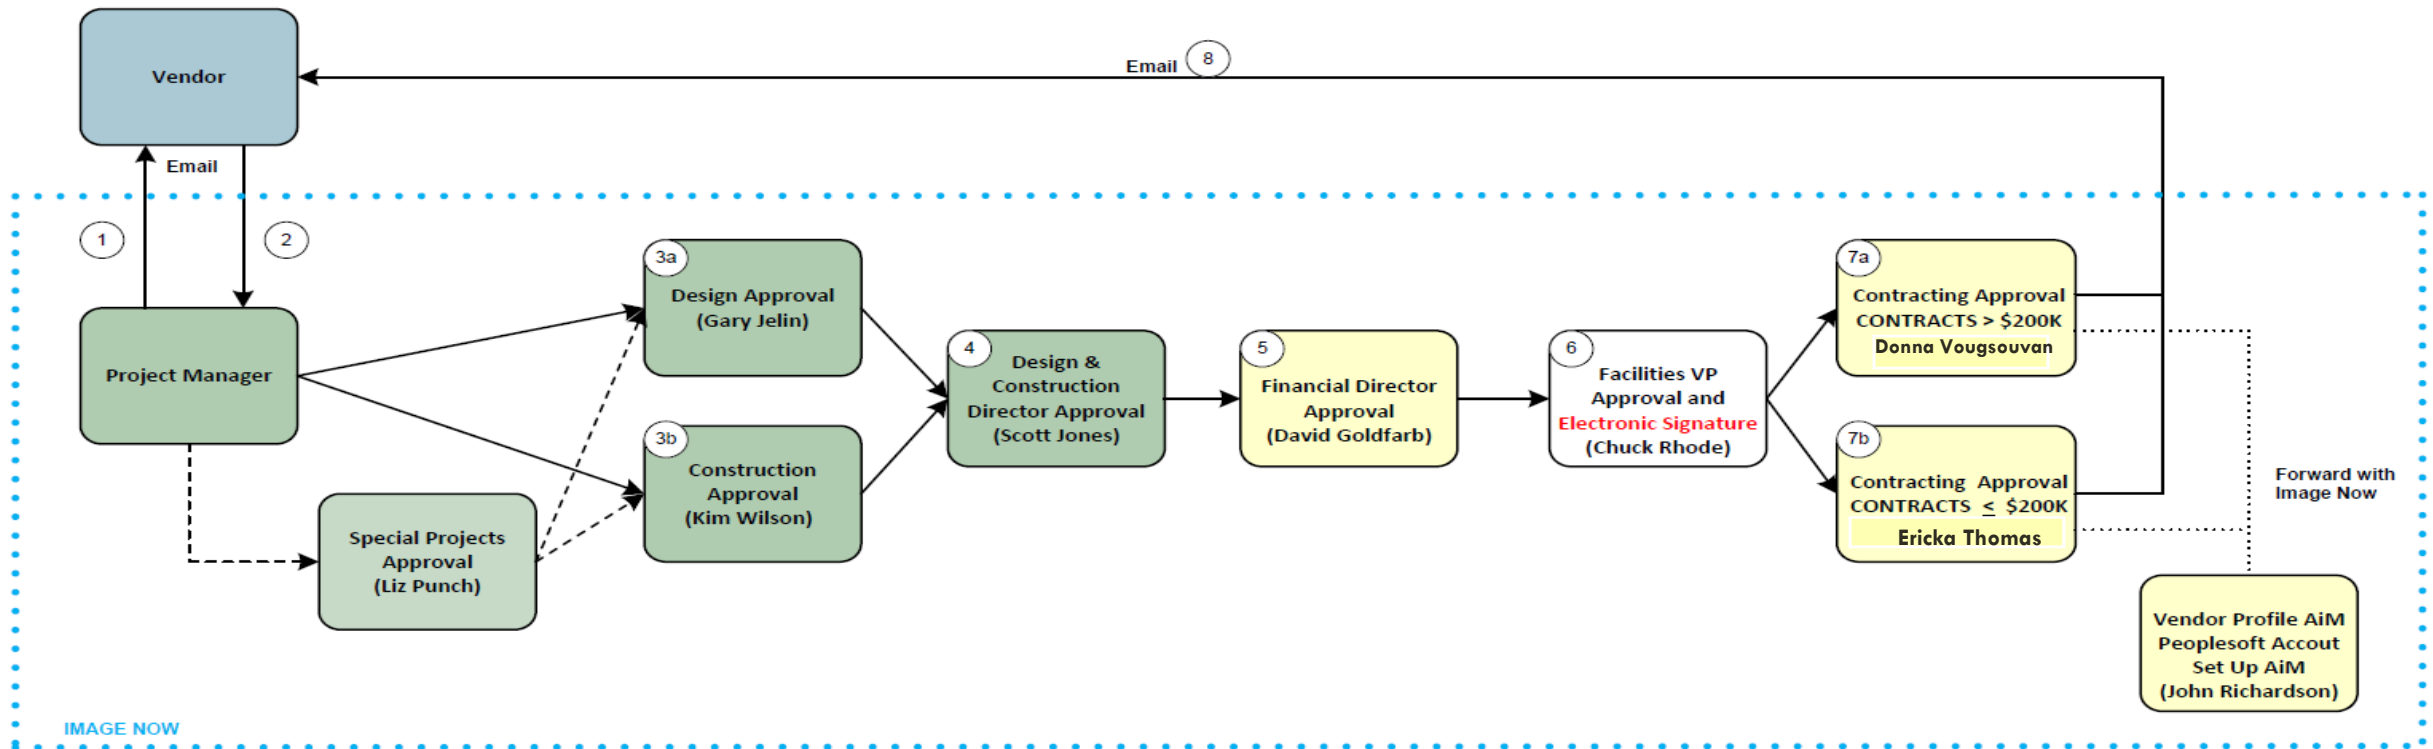 Vendor
Email
8
Email
1
2
3a
Design Approval
(Gary Jelin)
7a
Contracting Approval
CONTRACTS > $200K
Donna Vougsouvan
Project Manager
4
Design &
Construction
Director Approval
(Scott Jones)
5
Financial Director
Approval
(David Goldfarb)
6
Facilities VP
Approval and
Electronic Signature
(Chuck Rhode)
3b
Construction
Approval
(Kim Wilson)
7b
Contracting Approval
CONTRACTS ≤ $200K
Ericka Thomas
Forward with
Image Now
Special Projects
Approval
(Liz Punch)
Vendor Profile AiM
Peoplesoft Accout
Set Up AiM
(John Richardson)
IMAGE NOW